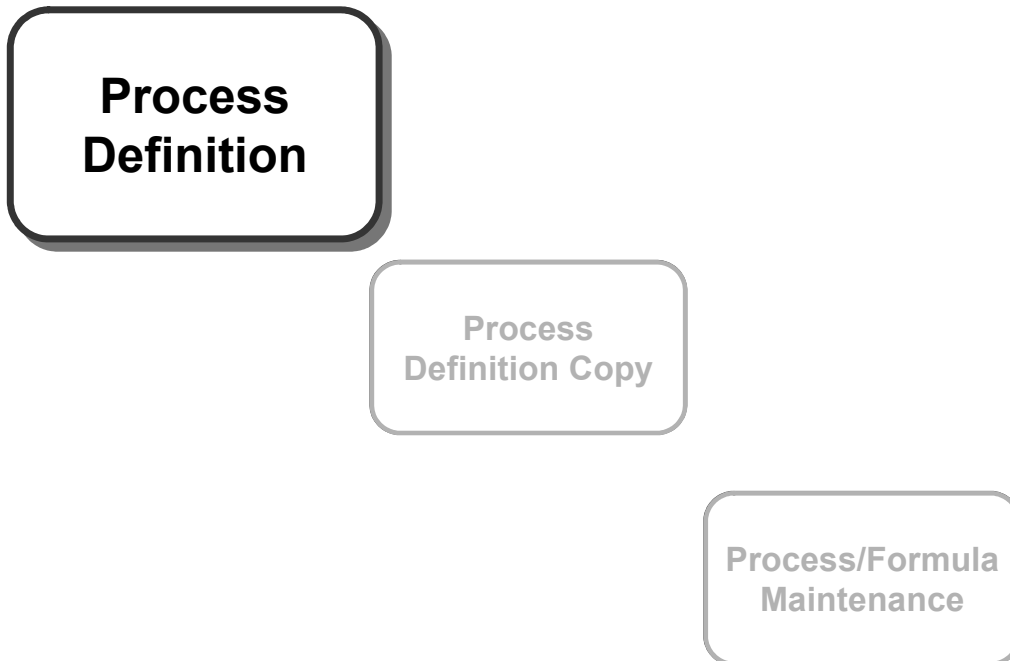 Process
Definition
Process
Definition Copy
Process/Formula
Maintenance